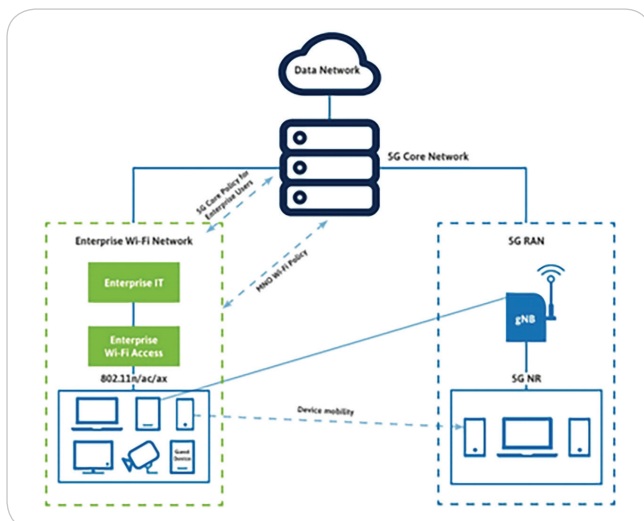 Data Network
5G Core Network
5G Core Policy for
Enterprise Users
MNO Wi-Fi Policy
Enterprise Wi-Fi Network
5G RAN
Enterprise IT
gNB
Enterprise
Wi-Fi Access
802.11n/ac/ax
5G NR
Device mobility
Guest
Device